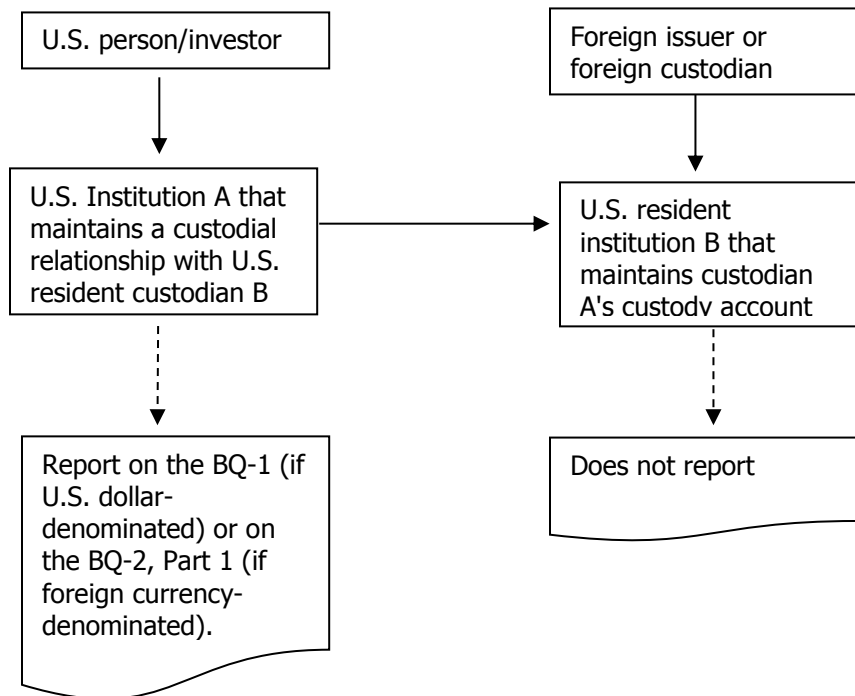 U.S. person/investor
Foreign issuer or
foreign custodian
U.S. Institution A that
maintains a custodial
relationship with U.S.
resident custodian B
U.S. resident
institution B that
maintains custodian
A's custody account
Report on the BQ-1 (if
U.S. dollar-
denominated) or on
the BQ-2, Part 1 (if
foreign currency-
denominated).
Does not report